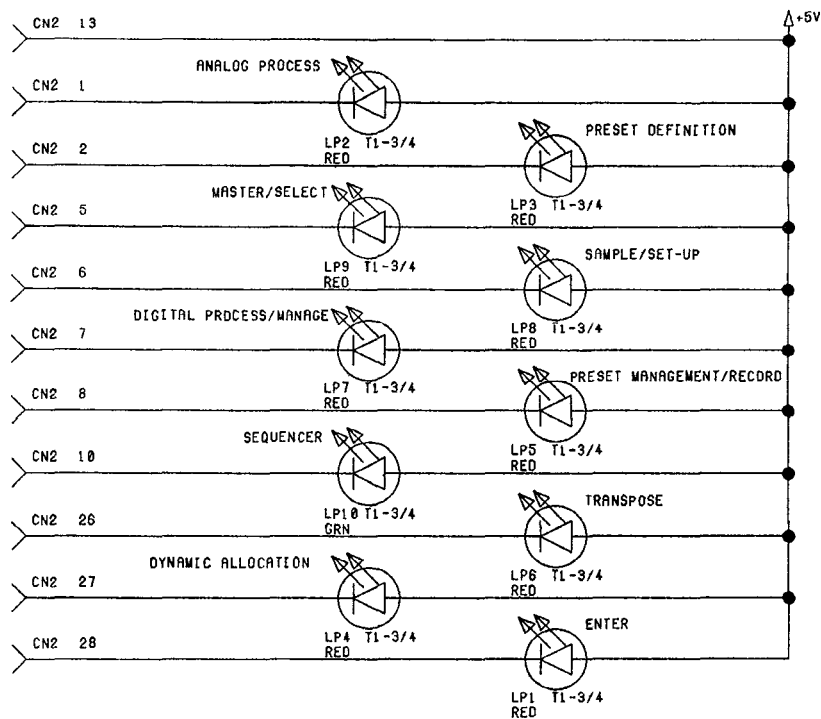 +5V
CN2 13
ANALOG PROCESS
CN2 1
LP2 T1-3/4
RED
PRESET DEFINITION
CN2 2
LP3 T1-3/4
RED
MASTER/SELECT
CN2 5
LP9 T1-3/4
RED
SAMPLE/SET-UP
CN2 6
LP8 T1-3/4
RED
DIGITAL PROCESS/MANAGE
CN2 7
LP7 T1-3/4
RED
PRESET MANAGEMENT/RECORD
CN2 8
LP5 T1-3/4
RED
SEQUENCER
CN2 10
LP10 T1-3/4
GRN
TRANSPOSE
CN2 26
LP6 T1-3/4
RED
DYNAMIC ALLOCATION
CN2 27
LP4 T1-3/4
RED
ENTER
CN2 28
LP1 T1-3/4
RED